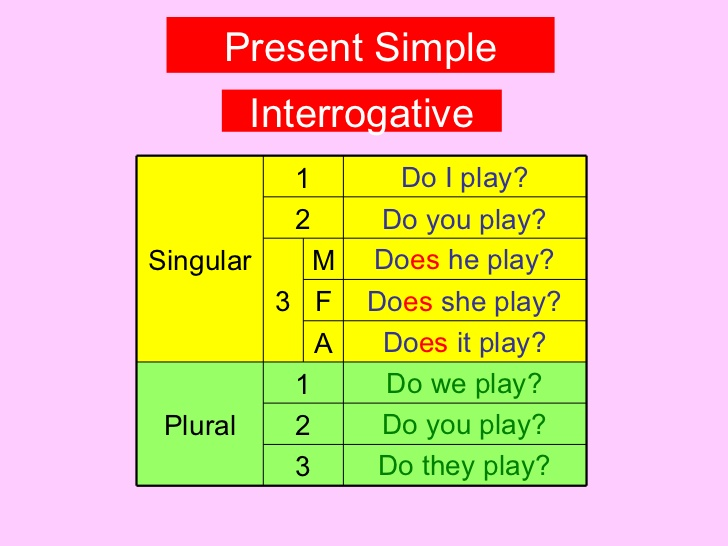 Present Simple
Interrogative
Singular
1
Do I play?
2
Do you play?
3
M
Does he play?
F
Does she play?
A
Does it play?
Plural
1
Do we play?
2
Do you play?
3
Do they play?